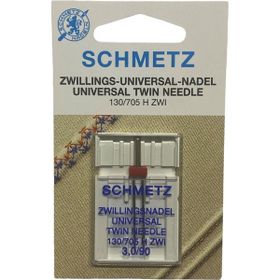 SCHMETZ
ZWILLINGS-UNIVERSAL-NADEL
UNIVERSAL TWIN NEEDLE
130/705 H ZWI
SCHMETZ
ZWILLINGSNADEL
UNIVERSAL
TWIN NEEDLE
130/705 H ZWI
3,0/90